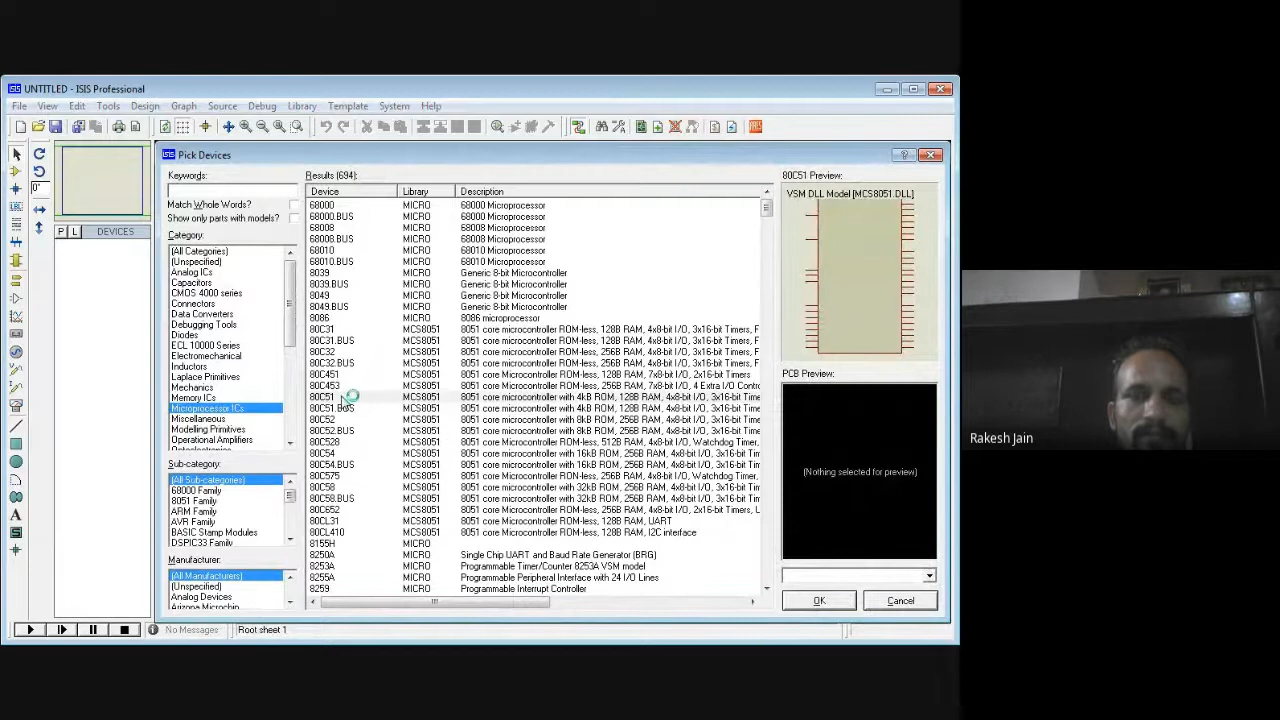 UNTITLED - ISIS Professional
File View Edit Tools Design Graph Source Debug Library Template System Help
0°
P L DEVICES
Pick Devices
Keywords:
Match Whole Words?
Show only parts with models?
Category:
(All Categories)
(Unspecified)
Analog ICs
Capacitors
CMOS 4000 series
Connectors
Data Converters
Debugging Tools
Diodes
ECL 10000 Series
Electromechanical
Inductors
Laplace Primitives
Mechanics
Memory ICs
Microprocessor ICs
Miscellaneous
Modelling Primitives
Operational Amplifiers
Optoelectronics
Sub-category:
(All Sub-categories)
68000 Family
8051 Family
ARM Family
AVR Family
BASIC Stamp Modules
DSPIC33 Family
Manufacturer:
(All Manufacturers)
(Unspecified)
Analog Devices
Arizona Microchip
Results (694):
Device Library Description
68000 MICRO 68000 Microprocessor
68000.BUS MICRO 68000 Microprocessor
68008 MICRO 68008 Microprocessor
68008.BUS MICRO 68008 Microprocessor
68010 MICRO 68010 Microprocessor
68010.BUS MICRO 68010 Microprocessor
8039 MICRO Generic 8-bit Microcontroller
8039.BUS MICRO Generic 8-bit Microcontroller
8049 MICRO Generic 8-bit Microcontroller
8049.BUS MICRO Generic 8-bit Microcontroller
8086 MICRO 8086 microprocessor
80C31 MCS8051 8051 core microcontroller ROM-less, 128B RAM, 4x8-bit I/O, 3x16-bit Timers, F
80C31.BUS MCS8051 8051 core microcontroller ROM-less, 128B RAM, 4x8-bit I/O, 3x16-bit Timers, F
80C32 MCS8051 8051 core microcontroller ROM-less, 256B RAM, 4x8-bit I/O, 3x16-bit Timers, F
80C32.BUS MCS8051 8051 core microcontroller ROM-less, 256B RAM, 4x8-bit I/O, 3x16-bit Timers, F
80C451 MCS8051 8051 core microcontroller ROM-less, 128B RAM, 7x8-bit I/O, 2x16-bit Timers
80C453 MCS8051 8051 core microcontroller ROM-less, 256B RAM, 7x8-bit I/O, 4 Extra I/O Contr
80C51 MCS8051 8051 core microcontroller with 4kB ROM, 128B RAM, 4x8-bit I/O, 3x16-bit Time
80C51.BUS MCS8051 8051 core microcontroller with 4kB ROM, 128B RAM, 4x8-bit I/O, 3x16-bit Time
80C52 MCS8051 8051 core microcontroller with 8kB ROM, 256B RAM, 4x8-bit I/O, 3x16-bit Time
80C52.BUS MCS8051 8051 core microcontroller with 8kB ROM, 256B RAM, 4x8-bit I/O, 3x16-bit Time
80C528 MCS8051 8051 core microcontroller ROM-less, 512B RAM, Watchdog Timer,
80C54 MCS8051 8051 core microcontroller with 16kB ROM, 256B RAM, 4x8-bit I/O, 3x16-bit Tim
80C54.BUS MCS8051 8051 core microcontroller with 16kB ROM, 256B RAM, 4x8-bit I/O, 3x16-bit Tim
80C575 MCS8051 8051 core microcontroller ROM-less, 256B RAM, 4x8-bit I/O, Watchdog Timer,
80C58 MCS8051 8051 core microcontroller with 32kB ROM, 256B RAM, 4x8-bit I/O, 3x16-bit Tim
80C58.BUS MCS8051 8051 core microcontroller with 32kB ROM, 256B RAM, 4x8-bit I/O, 3x16-bit Tim
80C652 MCS8051 8051 core microcontroller ROM-less, 256B RAM, 4x8-bit I/O, 2x16-bit Timers, U
80CL31 MCS8051 8051 core Microcontroller ROM-less, 128B RAM, UART
80CL410 MCS8051 8051 core microcontroller ROM-less, 128B RAM, I2C interface
8155H MICRO
8250A MICRO Single Chip UART and Baud Rate Generator (BRG)
8253A MICRO Programmable Timer/Counter 8253A VSM model
8255A MICRO Programmable Peripheral Interface with 24 I/O Lines
8259 MICRO Programmable Interrupt Controller
80C51 Preview:
VSM DLL Model [MCS8051.DLL]
PCB Preview:
(Nothing selected for preview)
OK Cancel
No Messages Root sheet 1
Rakesh Jain